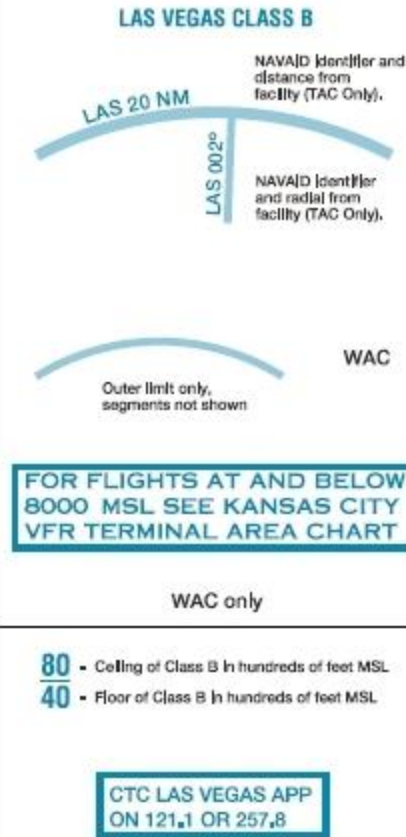 LAS VEGAS CLASS B
NAVAID Identifier and
distance from
facility (TAC Only).
LAS 20 NM
LAS 002°
NAVAID Identifier
and radial from
facility (TAC Only).
WAC
Outer limit only,
segments not shown
FOR FLIGHTS AT AND BELOW
8000 MSL SEE KANSAS CITY
VFR TERMINAL AREA CHART
WAC only
80 - Ceiling of Class B in hundreds of feet MSL
40 - Floor of Class B in hundreds of feet MSL
CTC LAS VEGAS APP
ON 121.1 OR 257.8